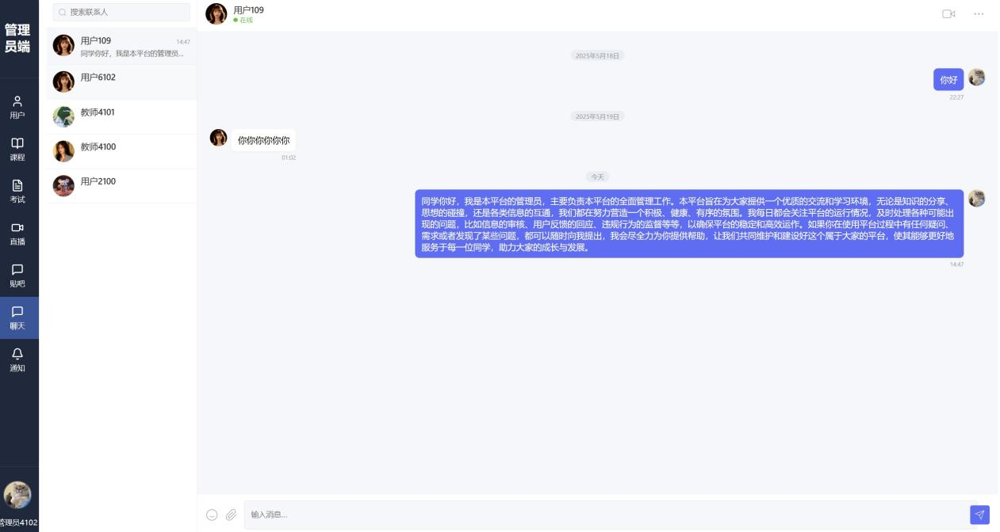 管理
员端
用户
课程
考试
直播
贴吧
聊天
通知
管理员4102
搜索联系人
用户109
14:47
同学你好，我是本平台的管理员...
用户6102
教师4101
教师4100
用户2100
用户109
在线
2025年5月18日
你好
22:27
2025年5月19日
你你你你你你
01:02
今天
同学你好，我是本平台的管理员，主要负责本平台的全面管理工作。本平台旨在为大家提供一个优质的交流和学习环境，无论是知识的分享、
思想的碰撞，还是各类信息的互通，我们都在努力营造一个积极、健康、有序的氛围。我每日都会关注平台的运行情况，及时处理各种可能出
现的问题，比如信息的审核、用户反馈的回应、违规行为的监督等等，以确保平台的稳定和高效运作。如果你在使用平台过程中有任何疑问、
需求或者发现了某些问题，都可以随时向我提出，我会尽全力为你提供帮助，让我们共同维护和建设好这个属于大家的平台，使其能够更好地
服务于每一位同学，助力大家的成长与发展。
14:47
输入消息...